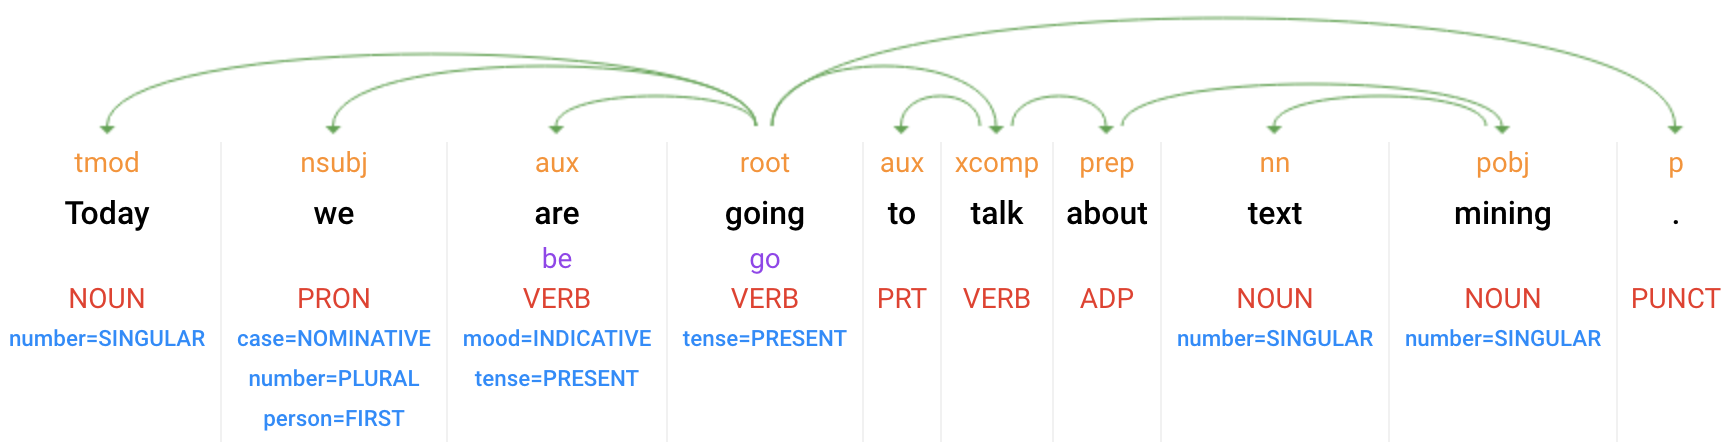 tmod nsubj aux root aux xcomp prep nn pobj p
Today we are going to talk about text mining .
be go
NOUN PRON VERB VERB PRT VERB ADP NOUN NOUN PUNCT
number=SINGULAR case=NOMINATIVE mood=INDICATIVE tense=PRESENT number=SINGULAR number=SINGULAR
number=PLURAL tense=PRESENT
person=FIRST